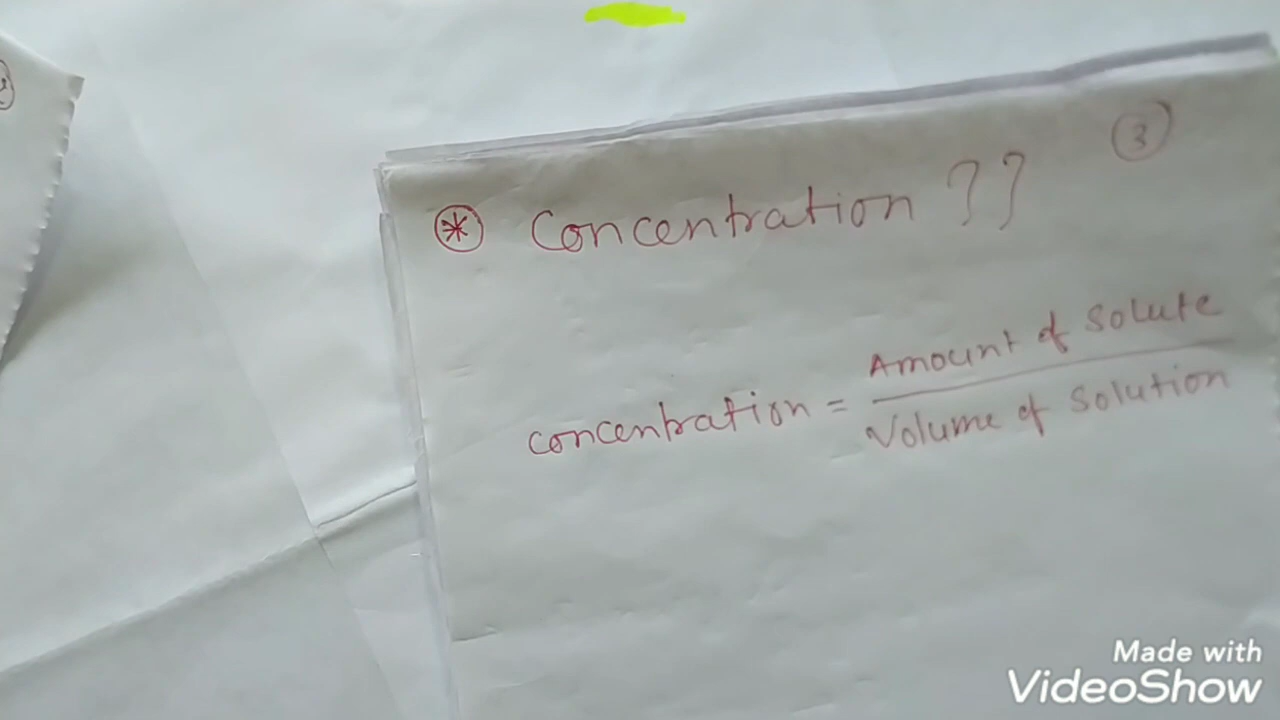 ③
⊛ Concentration ??
concentration = Amount of Solute
Volume of Solution
Made with
VideoShow